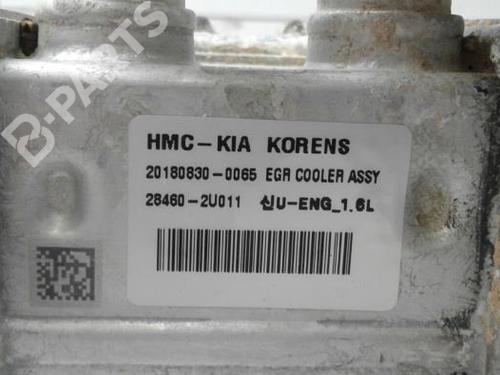 B-PARTS
HMC-KIA KORENS
20180830-0065 EGR COOLER ASSY
28460-2U011 신U-ENG_1.6L